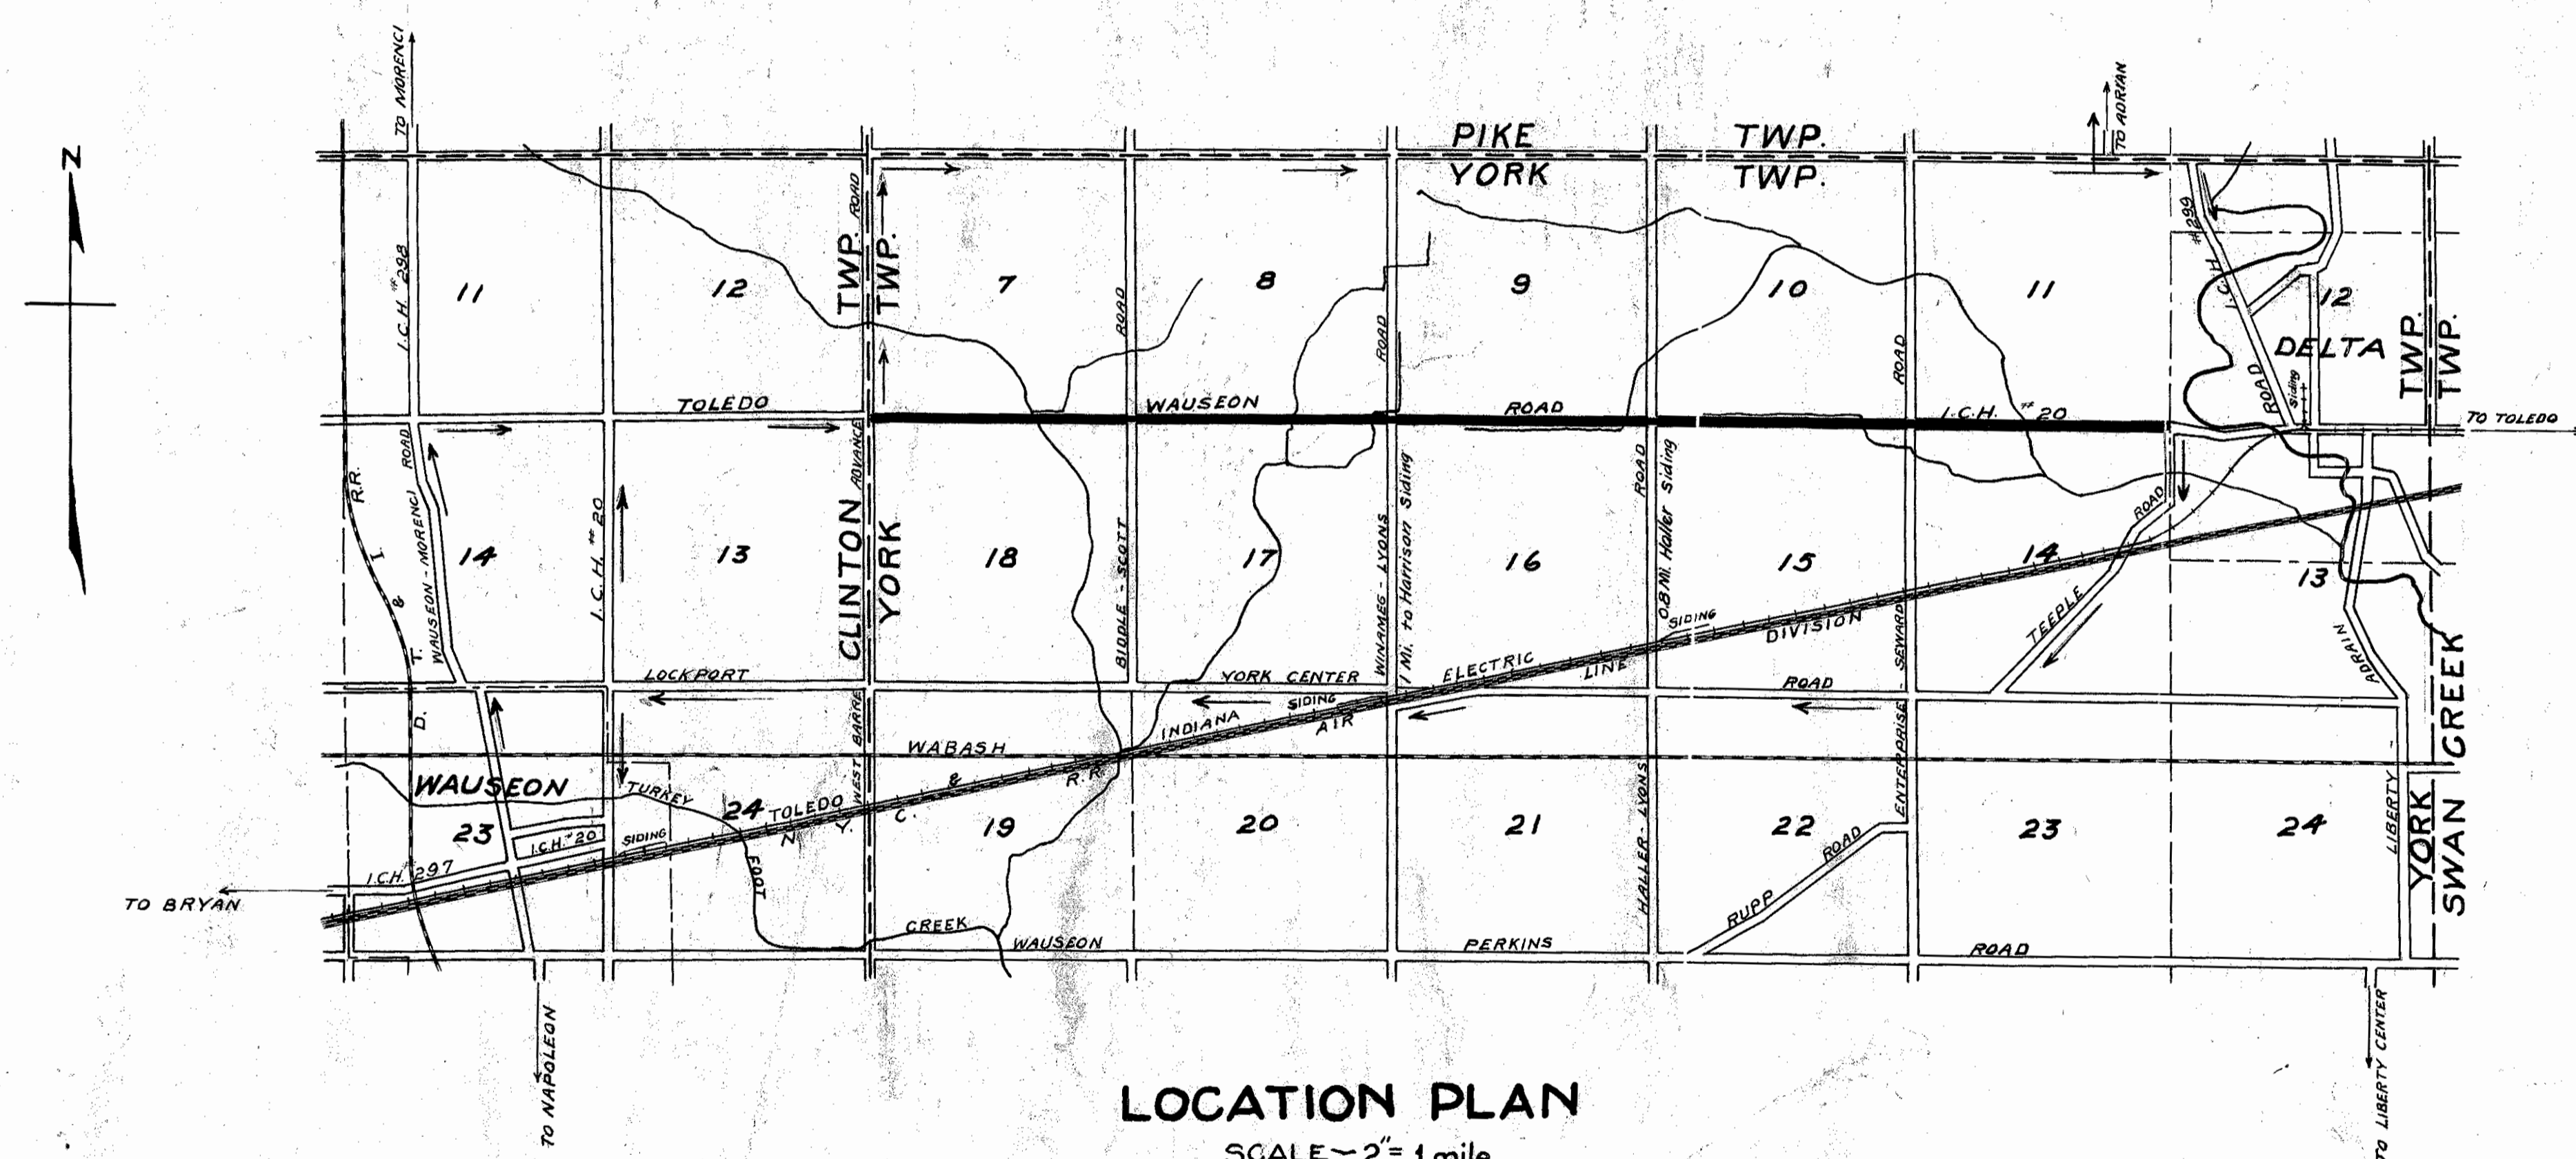 TO MORENCI
TO ADRIAN
N
PIKE TWP.
YORK TWP.
ROAD
TWP.
TWP.
I.C.H. #298
11
12
7
ROAD
8
ROAD
9
10
ROAD
11
I.C.H. #299
ROAD
12
DELTA
Siding
TWP.
TWP.
TOLEDO
WAUSEON
ROAD
I.C.H. #20
TO TOLEDO
R.R.
D. T. & I.
WAUSEON - MORENCI ROAD
14
I.C.H. #20
13
WEST BARRE
ADVANCE
CLINTON
YORK
18
BIDDLE - SCOTT
17
WINAMEG - LYONS
1 Mi. to Harrison Siding
16
ROAD
0.8 Mi. Haller Siding
15
14
ROAD
TEEPLE
13
ADRAIN
LOCKPORT
YORK CENTER
ROAD
SIDING
INDIANA
AIR
ELECTRIC
LINE
SIDING
DIVISION
ENTERPRISE - SEWARD
LIBERTY -
YORK
SWAN CREEK
WABASH
R.R.
WAUSEON
TURKEY
FOOT
CREEK
23
24
TOLEDO
&
N. Y. C.
19
20
21
HALLER - LYONS
22
23
24
I.C.H. #20
SIDING
I.C.H. #297
TO BRYAN
RUPP ROAD
WAUSEON
PERKINS
ROAD
TO NAPOLEON
TO LIBERTY CENTER
LOCATION PLAN
SCALE~2"= 1 mile